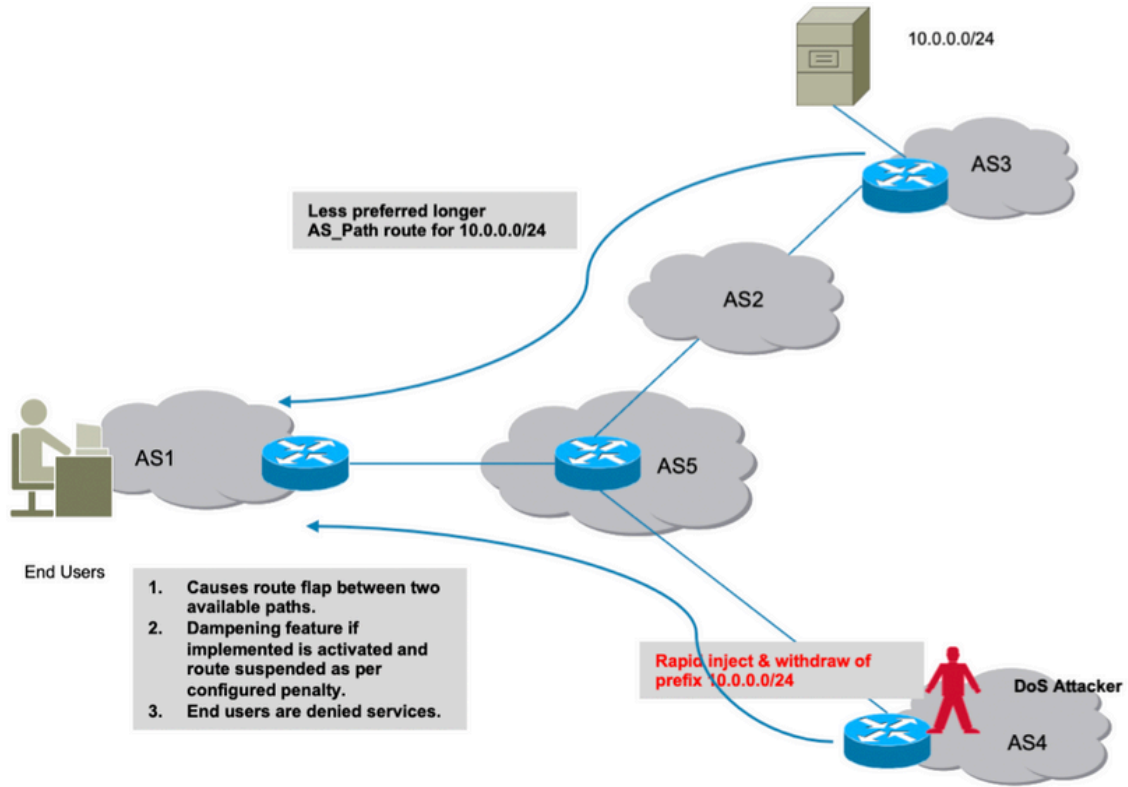 10.0.0.0/24
AS3
Less preferred longer
AS_Path route for 10.0.0.0/24
AS2
AS1
AS5
End Users
1. Causes route flap between two
available paths.
2. Dampening feature if
implemented is activated and
route suspended as per
configured penalty.
3. End users are denied services.
Rapid inject & withdraw of
prefix 10.0.0.0/24
DoS Attacker
AS4